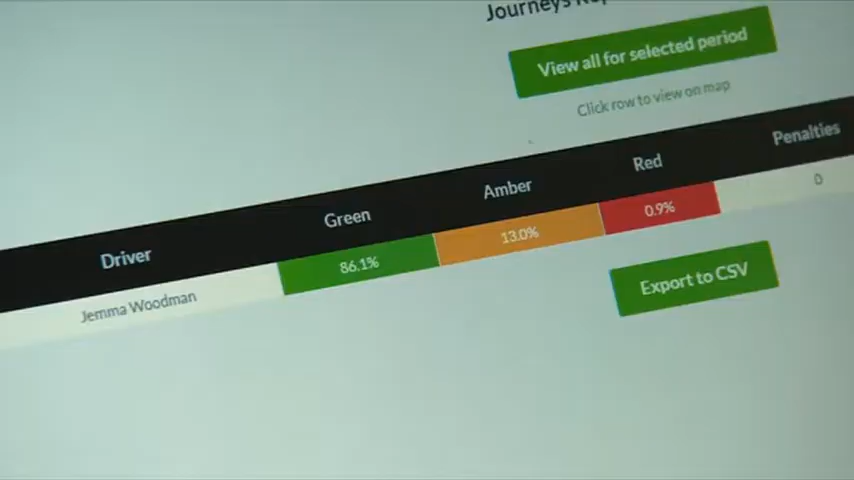 Journeys
View all for selected period
Click row to view on map
Driver Green Amber Red Penalties
Jemma Woodman 86.1% 13.0% 0.9% 0
Export to CSV